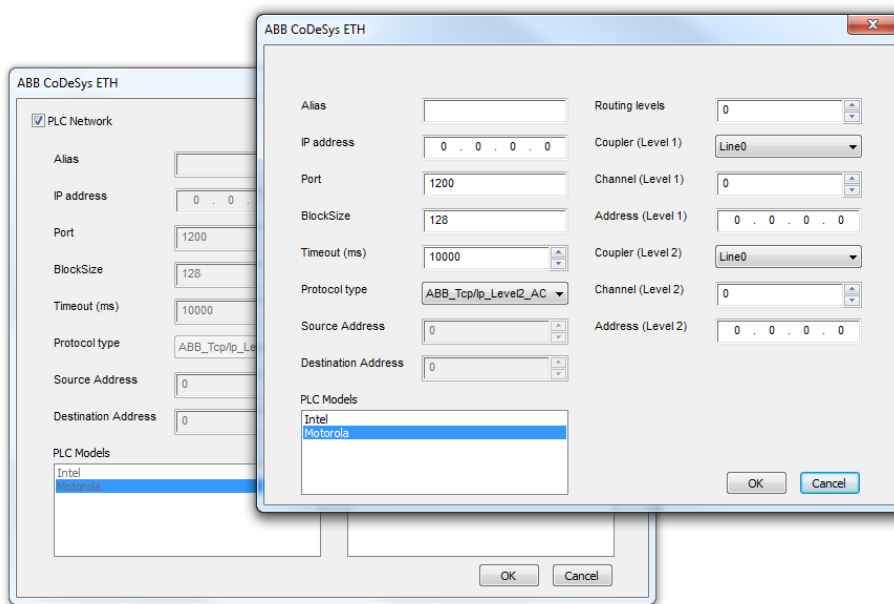 ABB CoDeSys ETH
Alias
IP address
0 . 0 . 0 . 0
Port
1200
BlockSize
128
Timeout (ms)
10000
Protocol type
ABB_Tcp/Ip_Level2_AC
Source Address
0
Destination Address
0
PLC Models
Intel
Motorola
Routing levels
0
Coupler (Level 1)
Line0
Channel (Level 1)
0
Address (Level 1)
0 . 0 . 0 . 0
Coupler (Level 2)
Line0
Channel (Level 2)
0
Address (Level 2)
0 . 0 . 0 . 0
OK
Cancel
ABB CoDeSys ETH
PLC Network
Alias
IP address
0 . 0 .
Port
1200
BlockSize
128
Timeout (ms)
10000
Protocol type
ABB_Tcp/Ip_Le
Source Address
0
Destination Address
0
PLC Models
Intel
Motorola
OK
Cancel